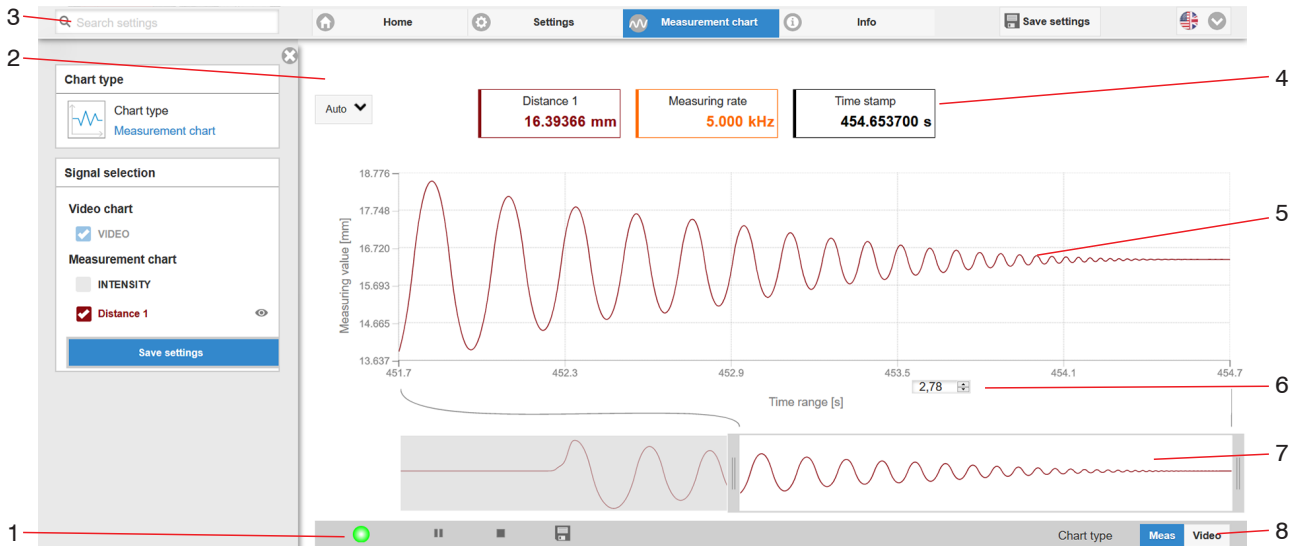 3
Search settings
Home
Settings
Measurement chart
Info
Save settings
2
Chart type
Chart type
Measurement chart
Signal selection
Video chart
VIDEO
Measurement chart
INTENSITY
Distance 1
Save settings
Auto
Distance 1
16.39366 mm
Measuring rate
5.000 kHz
Time stamp
454.653700 s
4
Measuring value [mm]
18.776
17.748
16.720
15.693
14.665
13.637
5
451.7
452.3
452.9
453.5
454.1
454.7
2,78
6
Time range [s]
7
1
Chart type
Meas
Video
8